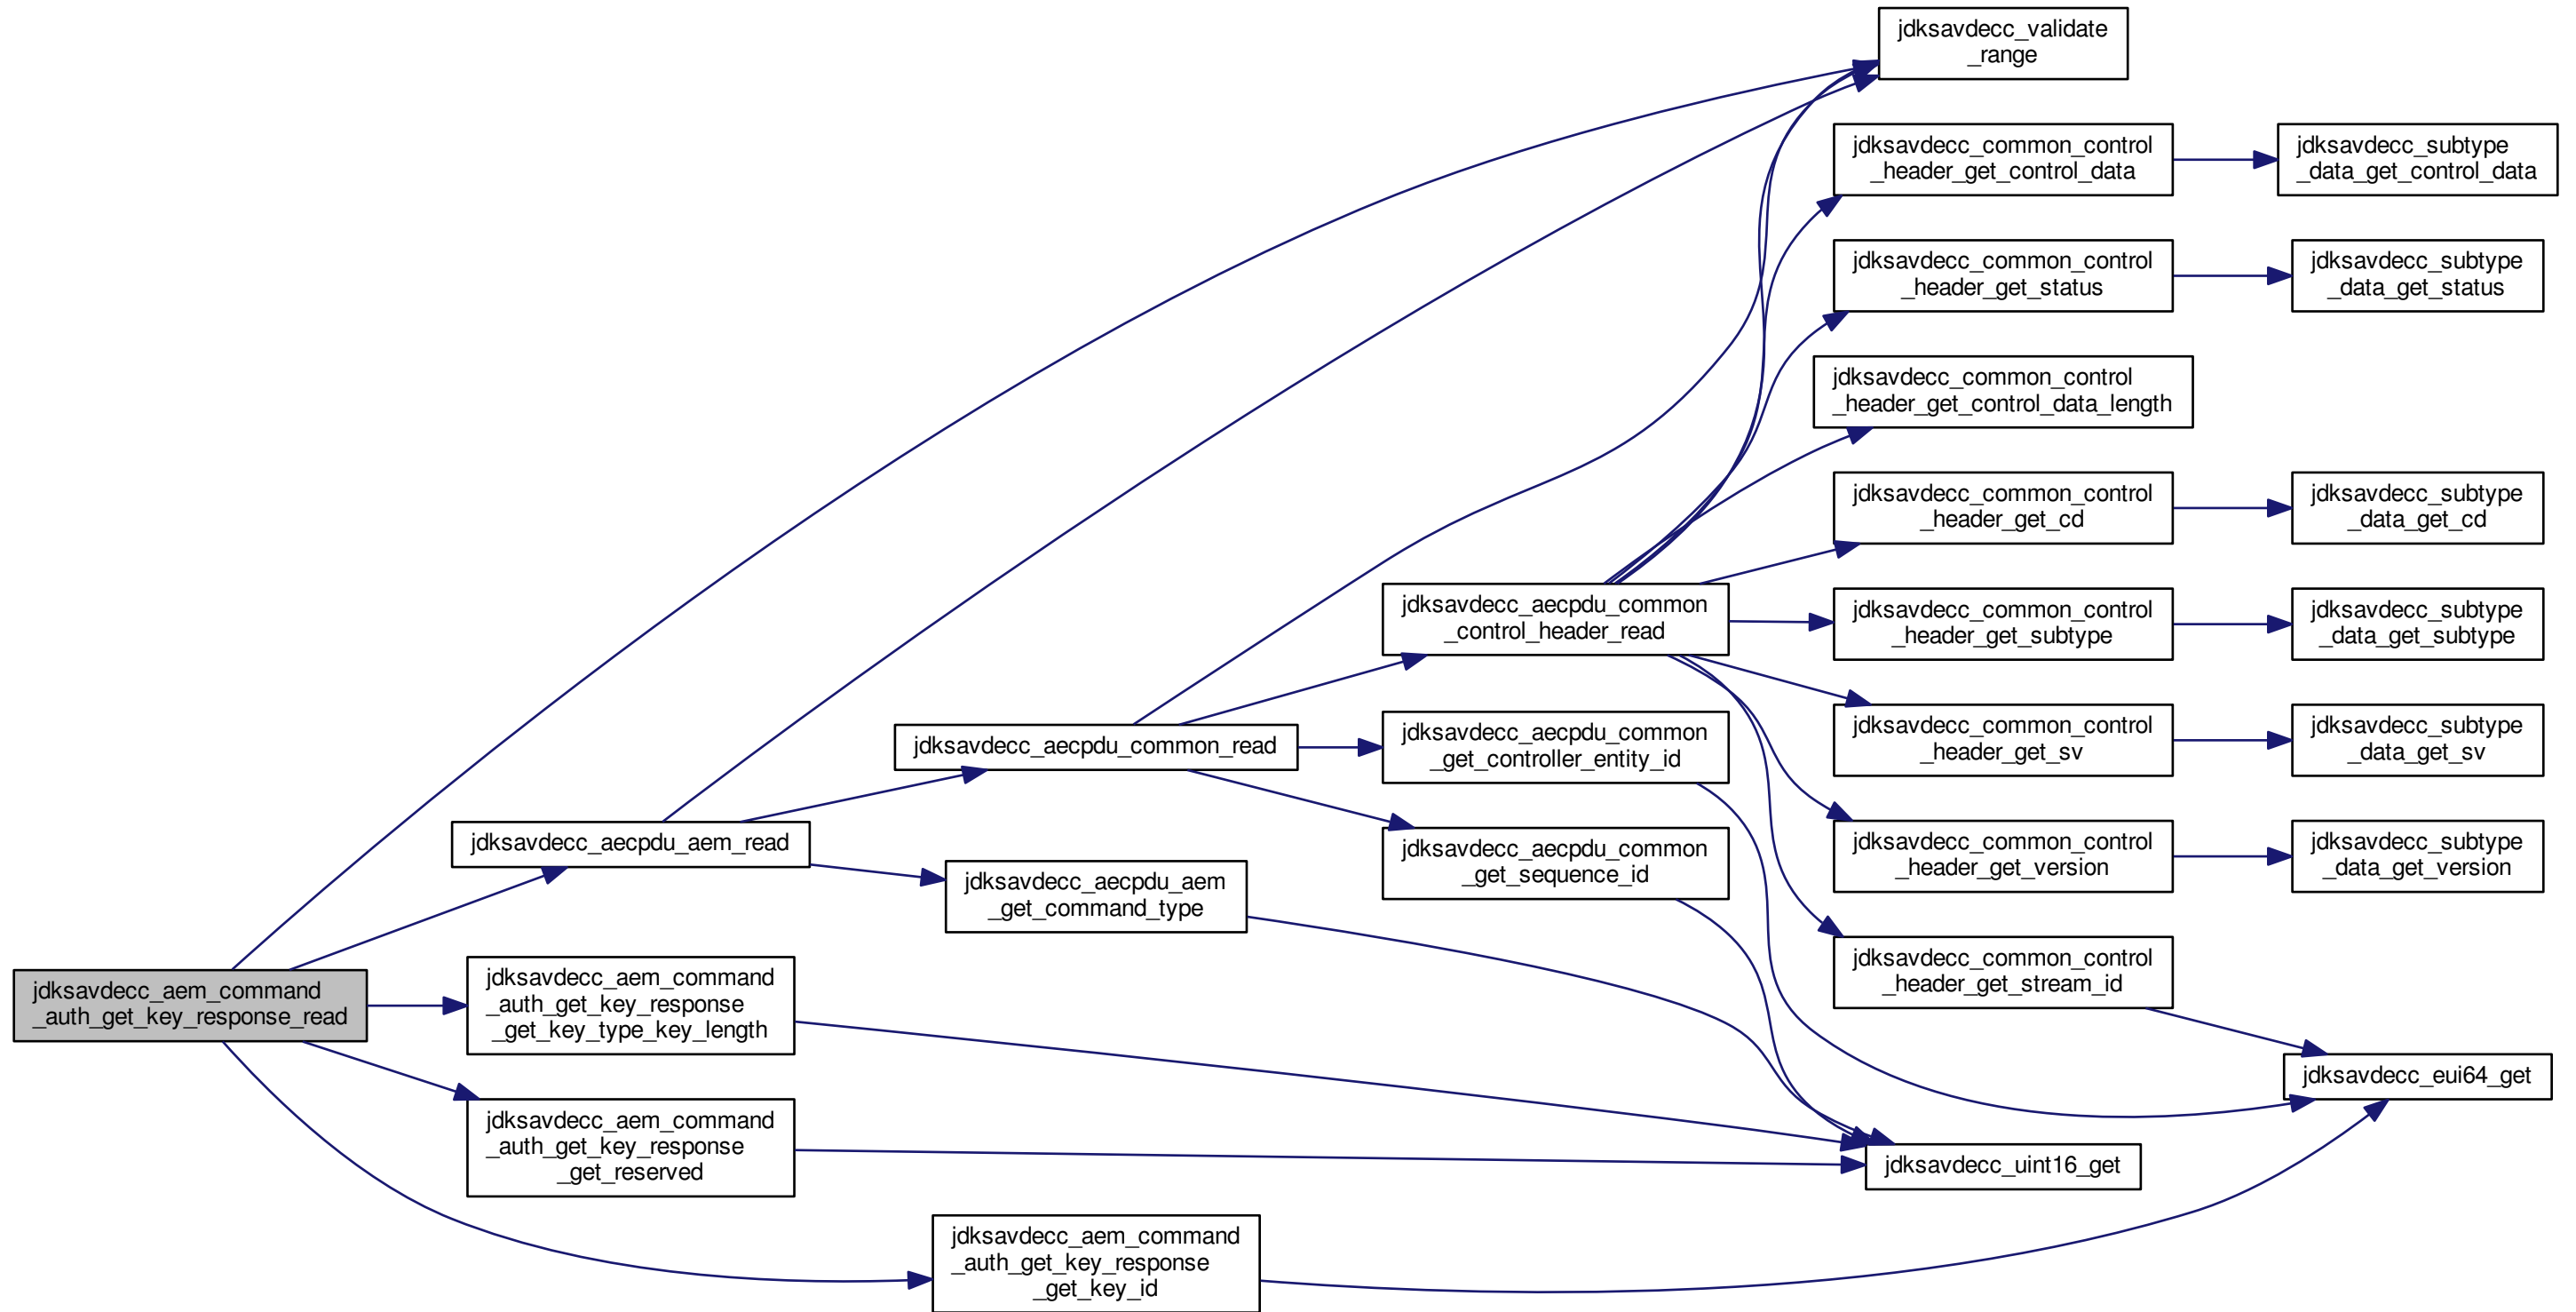 jdksavdecc_validate
_range
jdksavdecc_common_control
_header_get_control_data
jdksavdecc_subtype
_data_get_control_data
jdksavdecc_common_control
_header_get_status
jdksavdecc_subtype
_data_get_status
jdksavdecc_common_control
_header_get_control_data_length
jdksavdecc_common_control
_header_get_cd
jdksavdecc_subtype
_data_get_cd
jdksavdecc_aecpdu_common
_control_header_read
jdksavdecc_common_control
_header_get_subtype
jdksavdecc_subtype
_data_get_subtype
jdksavdecc_aecpdu_common_read
jdksavdecc_aecpdu_common
_get_controller_entity_id
jdksavdecc_common_control
_header_get_sv
jdksavdecc_subtype
_data_get_sv
jdksavdecc_aecpdu_aem_read
jdksavdecc_aecpdu_common
_get_sequence_id
jdksavdecc_common_control
_header_get_version
jdksavdecc_subtype
_data_get_version
jdksavdecc_aecpdu_aem
_get_command_type
jdksavdecc_common_control
_header_get_stream_id
jdksavdecc_aem_command
_auth_get_key_response_read
jdksavdecc_aem_command
_auth_get_key_response
_get_key_type_key_length
jdksavdecc_eui64_get
jdksavdecc_aem_command
_auth_get_key_response
_get_reserved
jdksavdecc_uint16_get
jdksavdecc_aem_command
_auth_get_key_response
_get_key_id